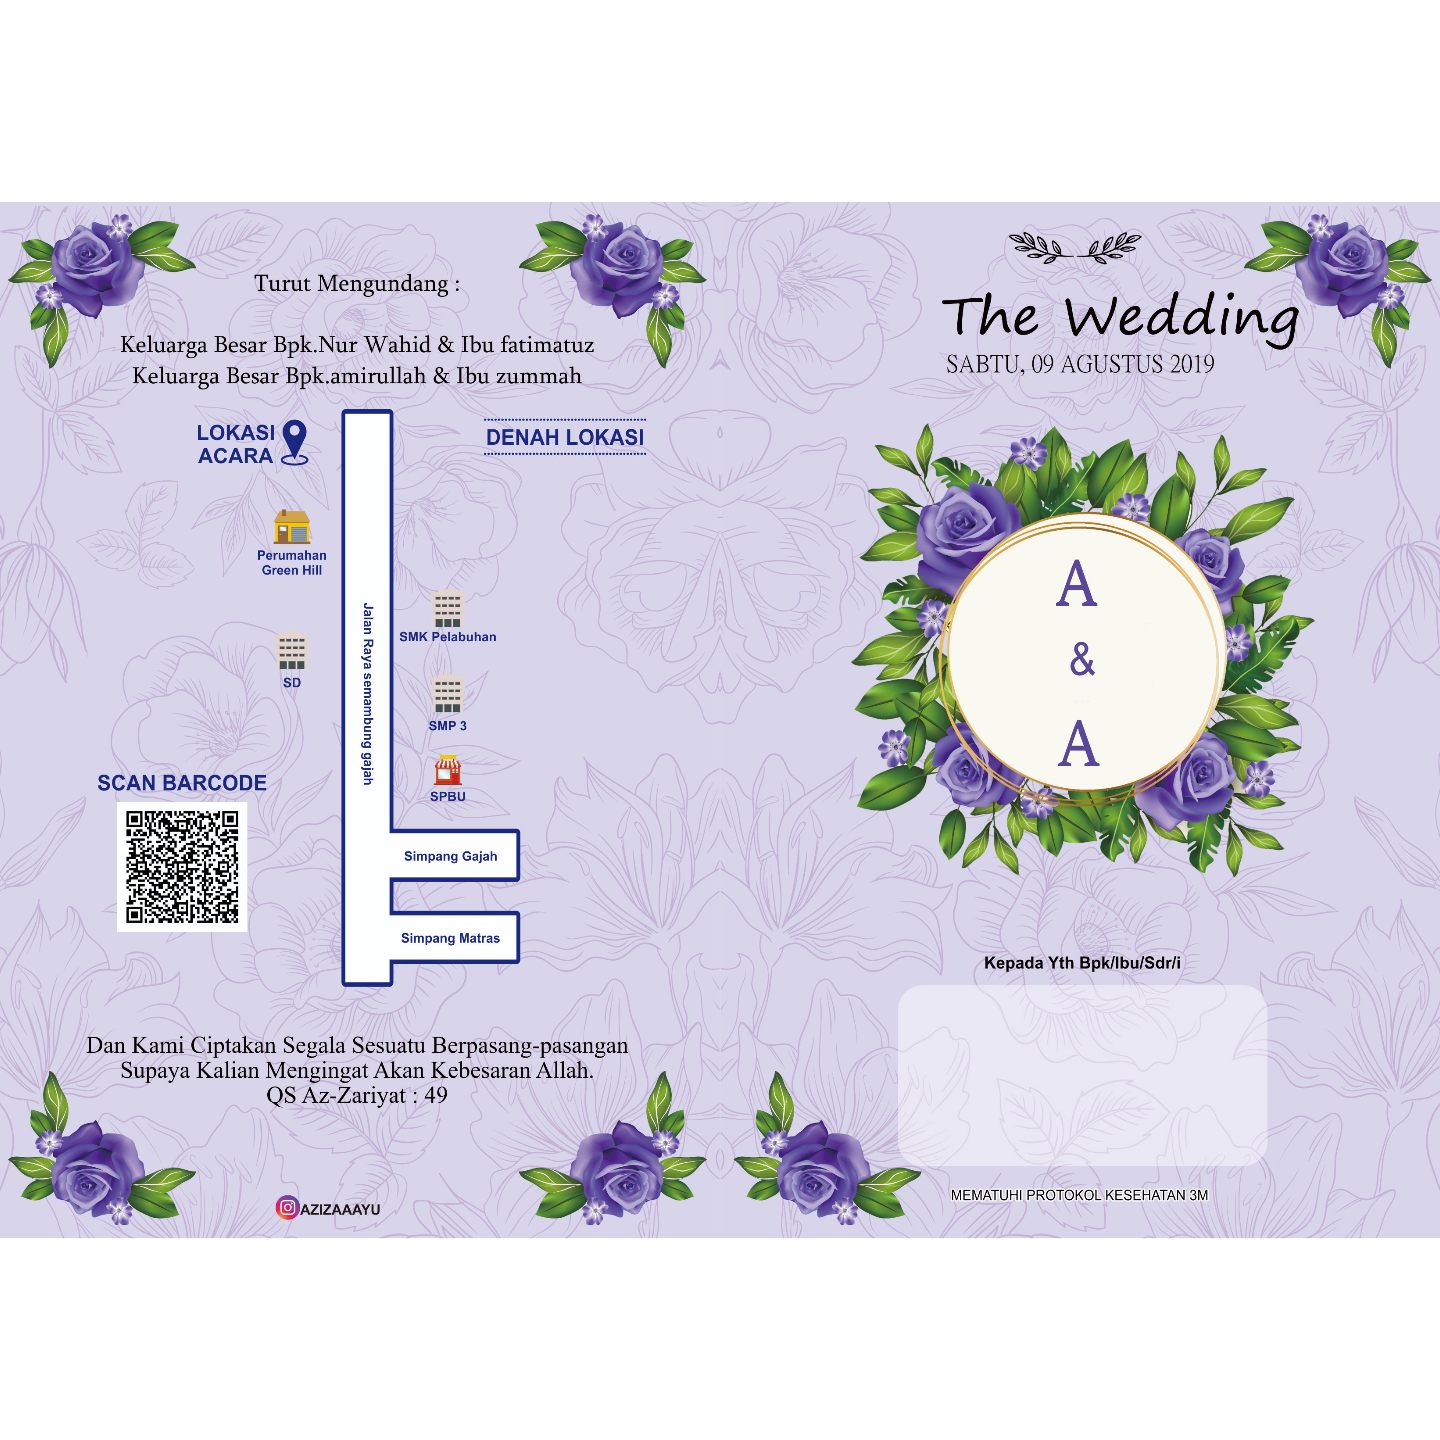 Turut Mengundang :
Keluarga Besar Bpk.Nur Wahid & Ibu fatimatuz
Keluarga Besar Bpk.amirullah & Ibu zummah
LOKASI
ACARA
DENAH LOKASI
Perumahan
Green Hill
Jalan Raya semambung gajah
SMK Pelabuhan
SD
SMP 3
SPBU
SCAN BARCODE
Simpang Gajah
Simpang Matras
Dan Kami Ciptakan Segala Sesuatu Berpasang-pasangan
Supaya Kalian Mengingat Akan Kebesaran Allah.
QS Az-Zariyat : 49
AZIZAAAYU
The Wedding
SABTU, 09 AGUSTUS 2019
A
&
A
Kepada Yth Bpk/Ibu/Sdr/i
MEMATUHI PROTOKOL KESEHATAN 3M